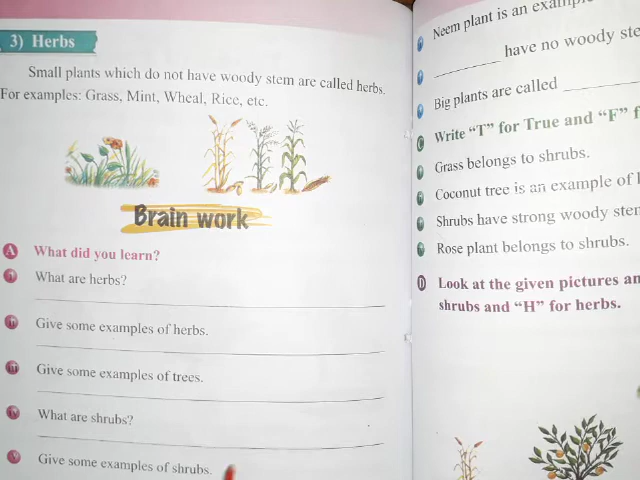 3) Herbs
Small plants which do not have woody stem are called herbs.
For examples: Grass, Mint, Wheal, Rice, etc.
Brain work
A What did you learn?
i What are herbs?
ii Give some examples of herbs.
iii Give some examples of trees.
iv What are shrubs?
v Give some examples of shrubs.
Neem plant is an
have no woody
Big plants are called
C Write “T” for True and “F”
Grass belongs to shrubs.
Coconut tree is an example of
Shrubs have strong woody
Rose plant belongs to shrubs.
D Look at the given pictures
shrubs and “H” for herbs.